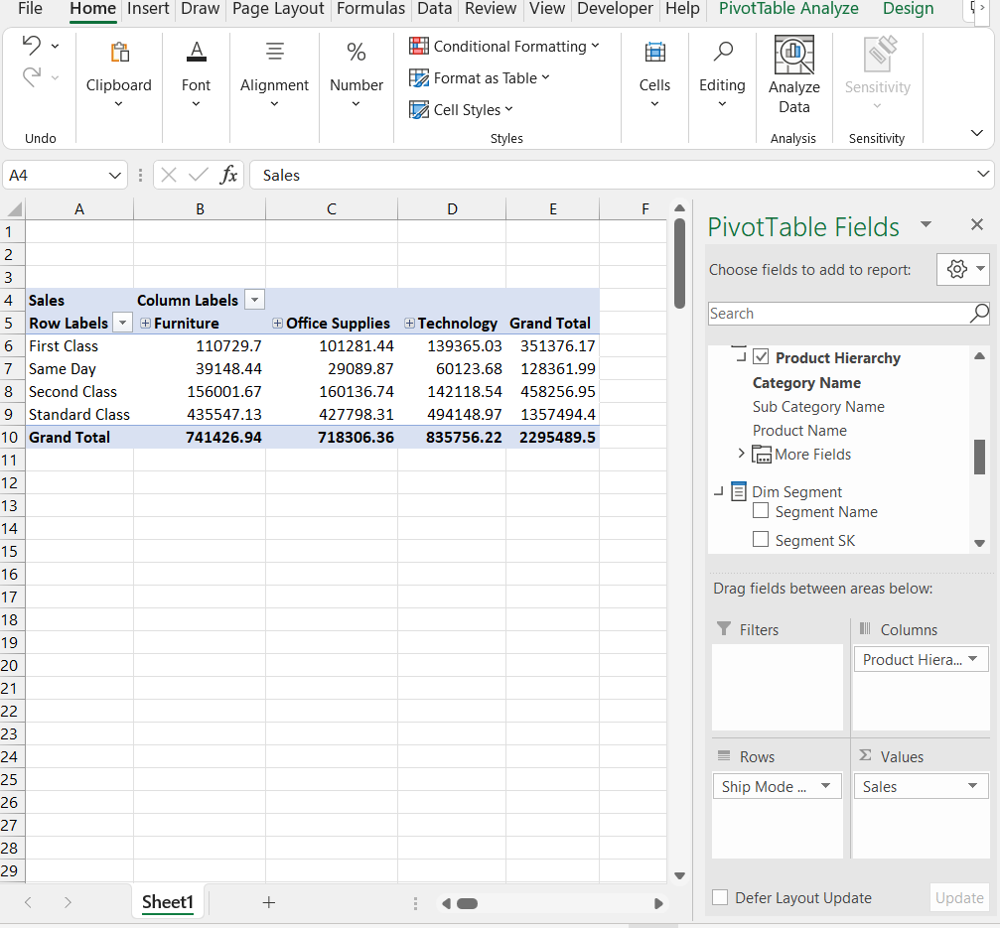 File Home Insert Draw Page Layout Formulas Data Review View Developer Help PivotTable Analyze Design
Clipboard
Font
Alignment
%
Number
Conditional Formatting
Format as Table
Cell Styles
Cells
Editing
Analyze
Data
Sensitivity
Undo Styles Analysis Sensitivity
A4 fx Sales
A B C D E F
1
2
3
4 Sales Column Labels
5 Row Labels Furniture Office Supplies Technology Grand Total
6 First Class 110729.7 101281.44 139365.03 351376.17
7 Same Day 39148.44 29089.87 60123.68 128361.99
8 Second Class 156001.67 160136.74 142118.54 458256.95
9 Standard Class 435547.13 427798.31 494148.97 1357494.4
10 Grand Total 741426.94 718306.36 835756.22 2295489.5
11
12
13
14
15
16
17
18
19
20
21
22
23
24
25
26
27
28
29
Sheet1
PivotTable Fields
Choose fields to add to report:
Search
Product Hierarchy
Category Name
Sub Category Name
Product Name
More Fields
Dim Segment
Segment Name
Segment SK
Drag fields between areas below:
Filters
Columns
Product Hiera...
Rows
Σ Values
Ship Mode ...
Sales
Defer Layout Update
Update